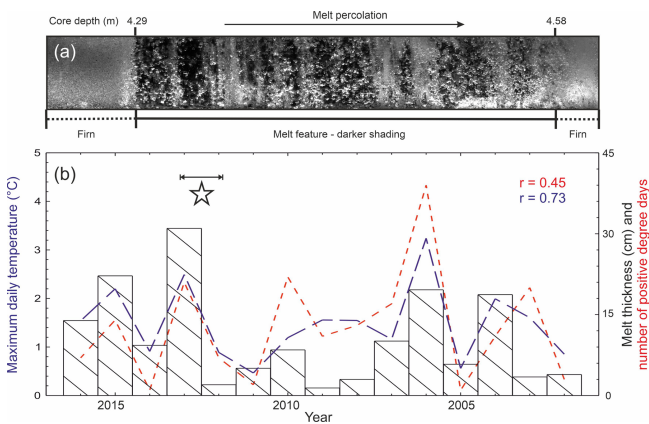 Core depth (m) 4.29 Melt percolation 4.58
(a)
Firn Melt feature - darker shading Firn
(b)
r = 0.45
r = 0.73
Maximum daily temperature (°C)
5
4
3
2
1
0
45
30
15
0
Melt thickness (cm) and
number of positive degree days
2015 2010 2005
Year